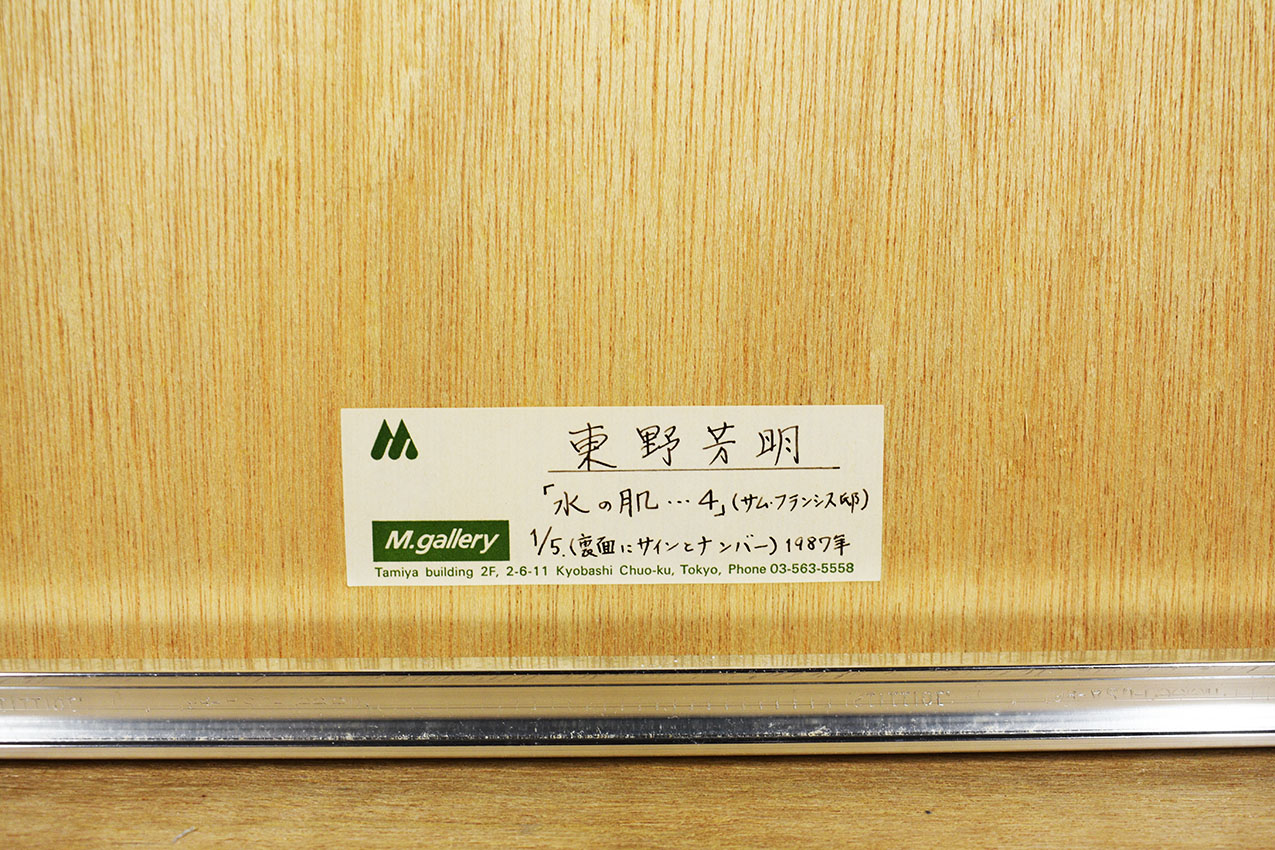 東野芳明
「水の肌…4」(サム・フランシス邸)
M.gallery
1/5.(裏面にサインとナンバー) 1987年
Tamiya building 2F, 2-6-11 Kyobashi Chuo-ku, Tokyo, Phone 03-563-5558